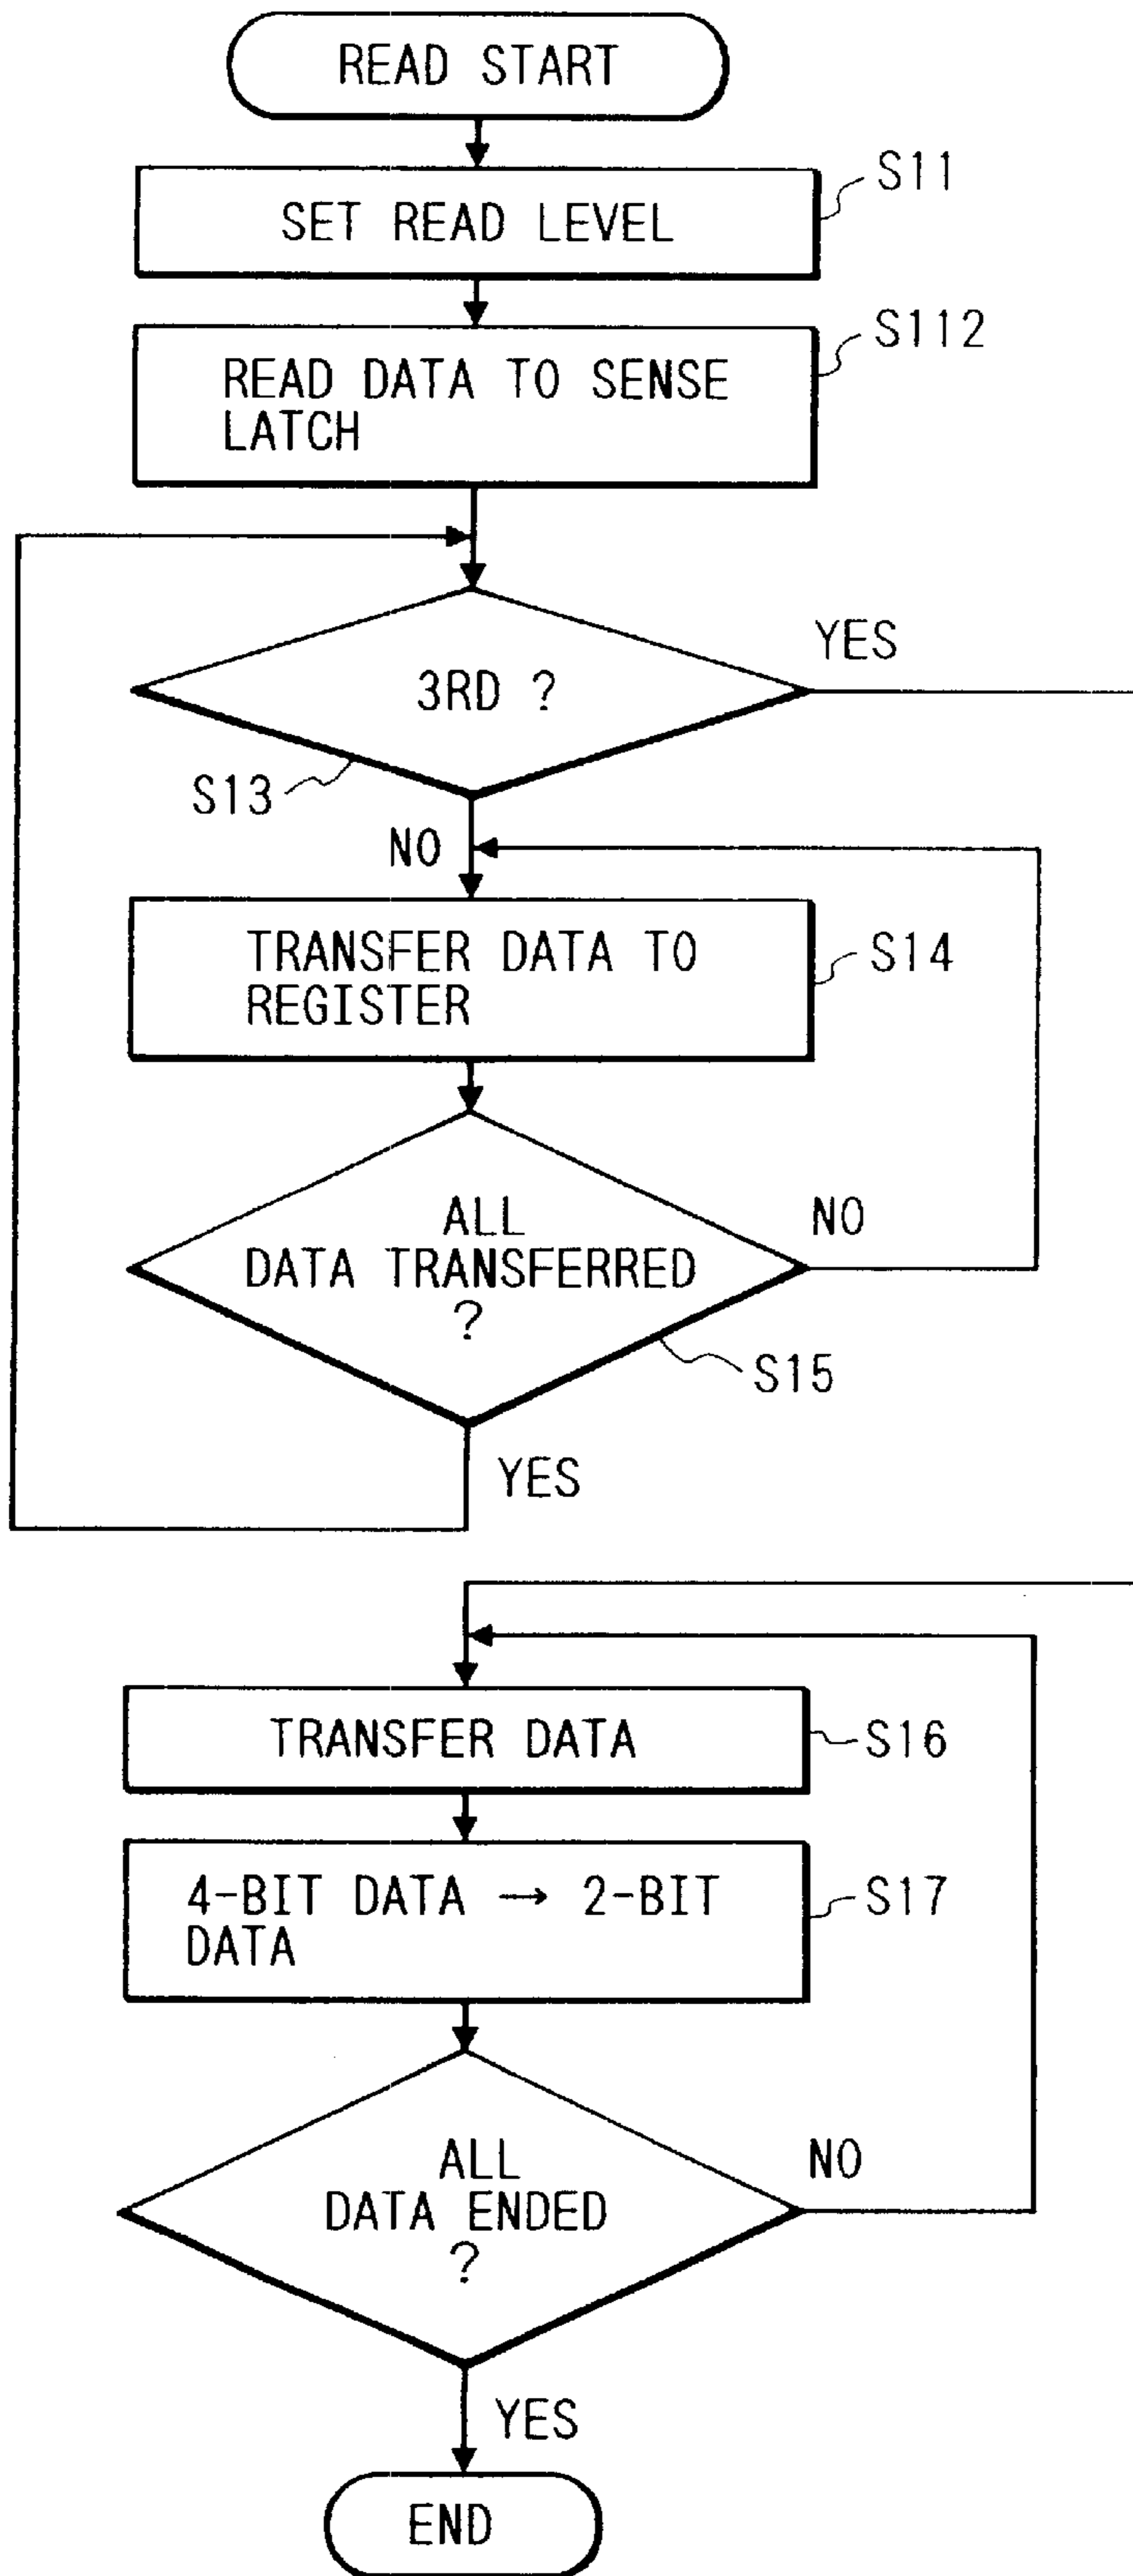 READ START
SET READ LEVEL
S11
READ DATA TO SENSE
LATCH
S112
3RD ?
YES
S13
NO
TRANSFER DATA TO
REGISTER
S14
ALL
DATA TRANSFERRED
?
NO
S15
YES
TRANSFER DATA
S16
4-BIT DATA → 2-BIT
DATA
S17
ALL
DATA ENDED
?
NO
YES
END